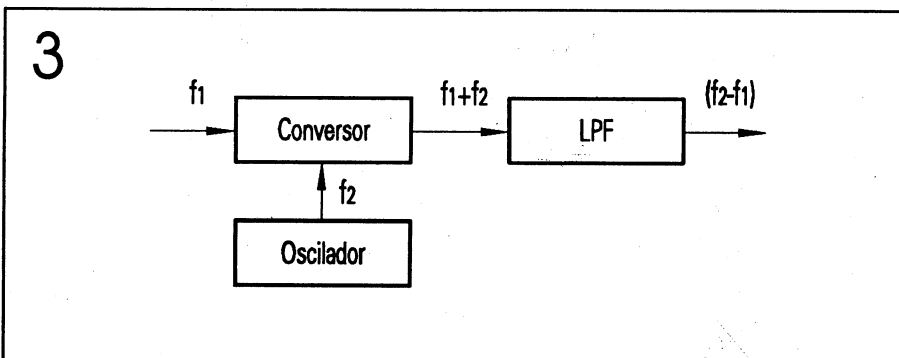 3
f1
Conversor
f1+f2
LPF
(f2-f1)
f2
Oscilador